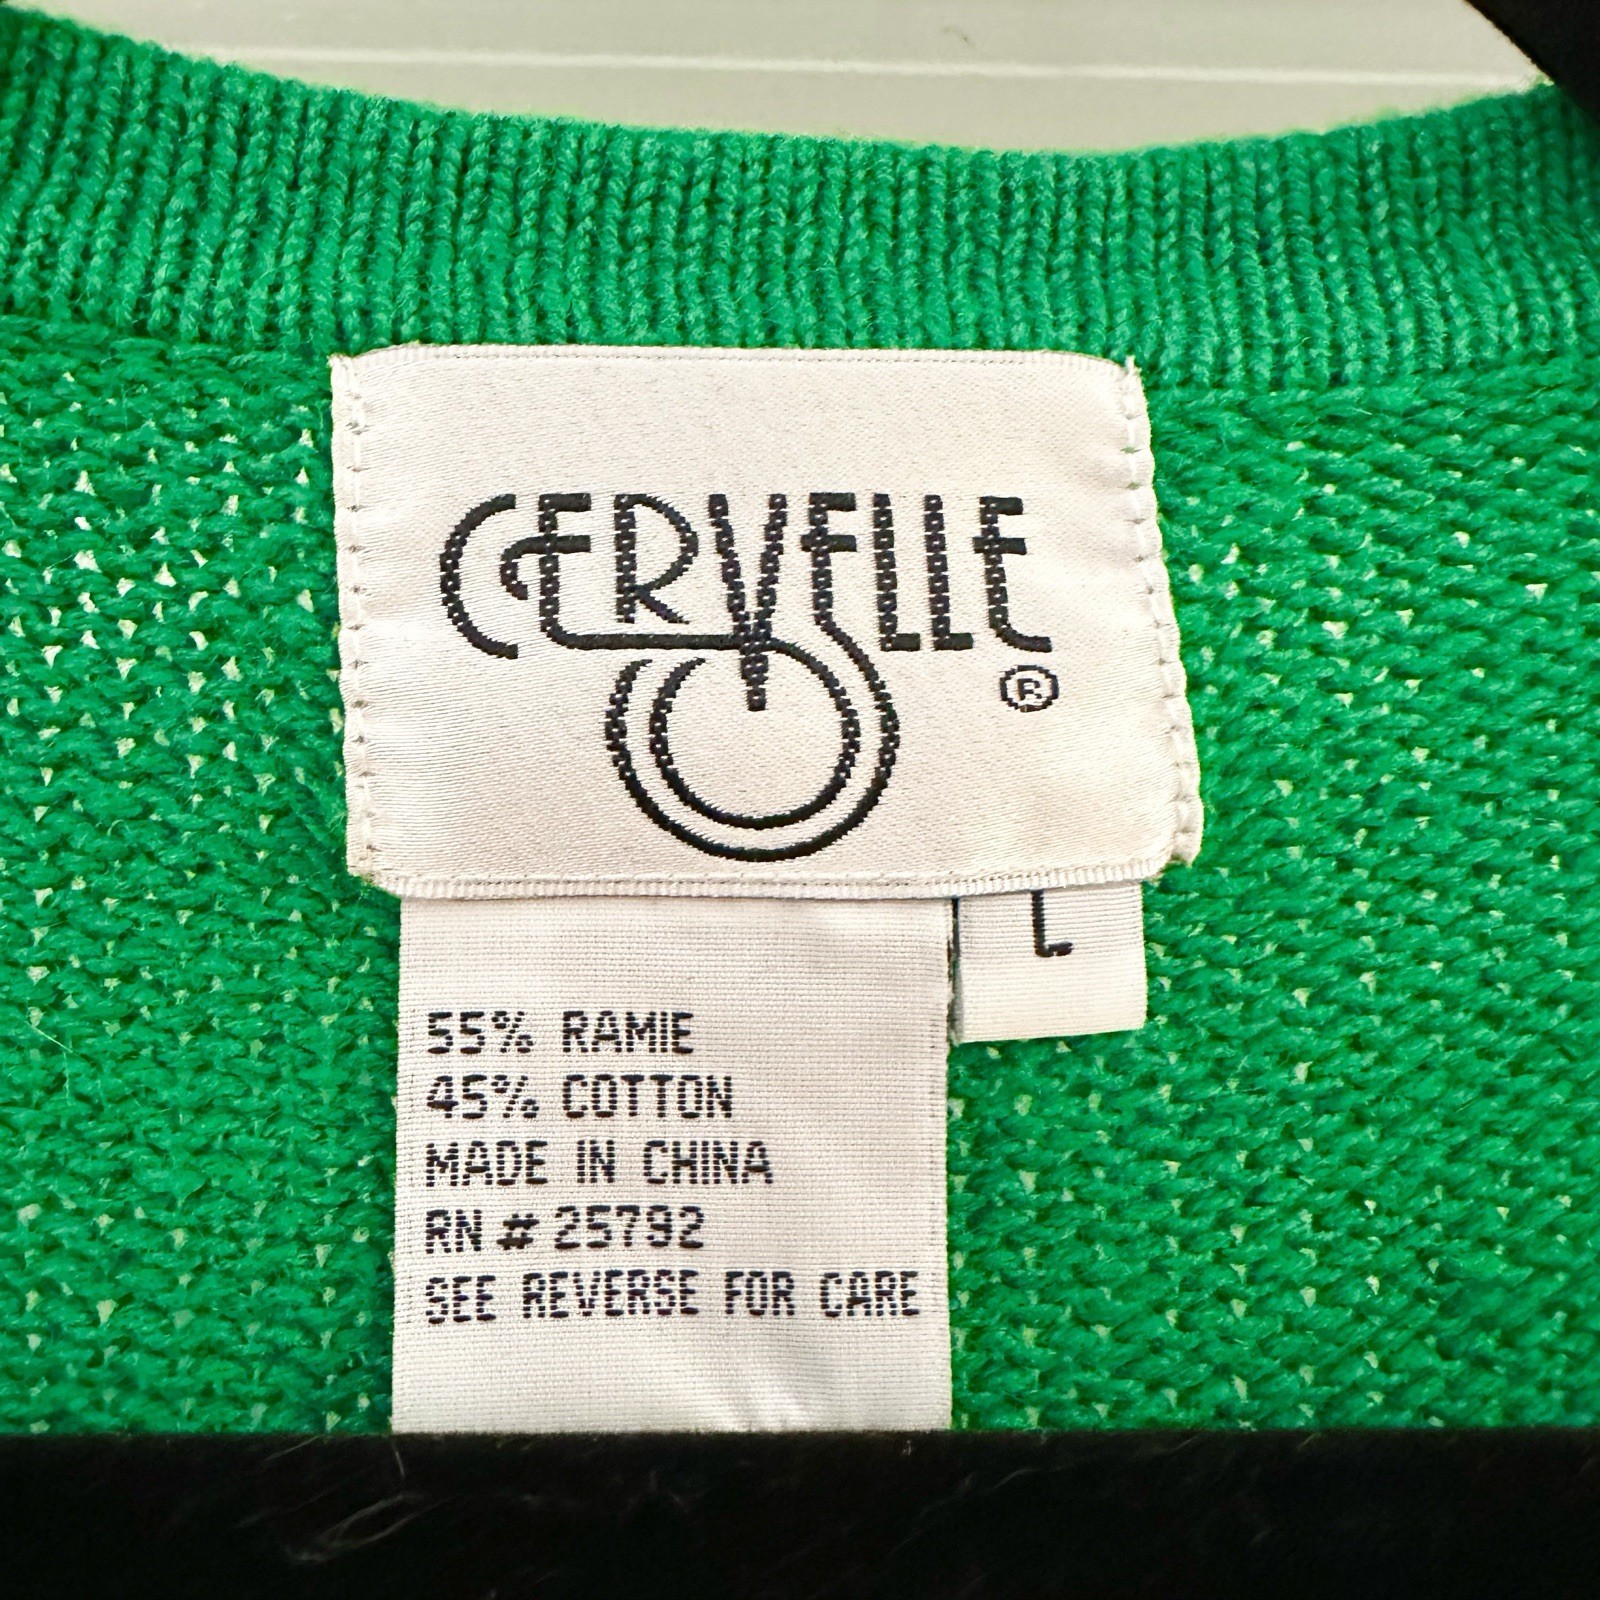 CERVELLE
®
L
55% RAMIE
45% COTTON
MADE IN CHINA
RN # 25792
SEE REVERSE FOR CARE